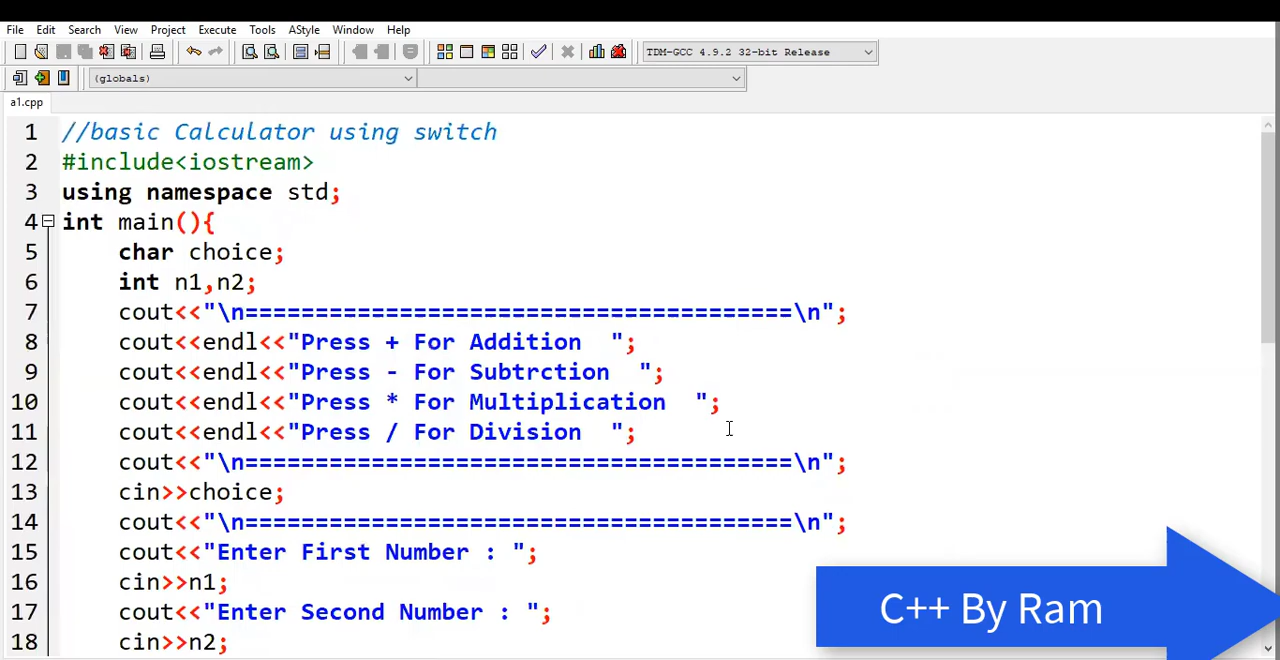 File Edit Search View Project Execute Tools AStyle Window Help
TDM-GCC 4.9.2 32-bit Release
(globals)
a1.cpp
1 //basic Calculator using switch
2 #include<iostream>
3 using namespace std;
4 int main(){
5 char choice;
6 int n1,n2;
7 cout<<"\n=======================================\n";
8 cout<<endl<<"Press + For Addition  ";
9 cout<<endl<<"Press - For Subtrction  ";
10 cout<<endl<<"Press * For Multiplication  ";
11 cout<<endl<<"Press / For Division  ";
12 cout<<"\n=======================================\n";
13 cin>>choice;
14 cout<<"\n=======================================\n";
15 cout<<"Enter First Number : ";
16 cin>>n1;
17 cout<<"Enter Second Number : ";
18 cin>>n2;
C++ By Ram